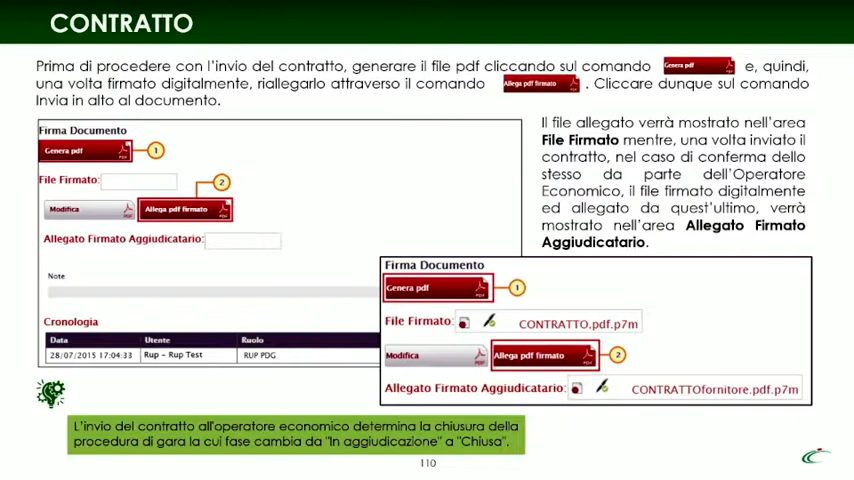 CONTRATTO
Prima di procedere con l'invio del contratto, generare il file pdf cliccando sul comando Genera pdf e, quindi,
una volta firmato digitalmente, riallegarlo attraverso il comando Allega pdf firmato . Cliccare dunque sul comando
Invia in alto al documento.
Il file allegato verrà mostrato nell'area
File Firmato mentre, una volta inviato il
contratto, nel caso di conferma dello
stesso da parte dell'Operatore
Economico, il file firmato digitalmente
ed allegato da quest'ultimo, verrà
mostrato nell'area Allegato Firmato
Aggiudicatario.
Firma Documento
Genera pdf PDF 1
File Firmato:
2
Modifica PDF Allega pdf firmato PDF
Allegato Firmato Aggiudicatario:
Note
Cronologia
Data Utente Ruolo
28/07/2015 17:04:33 Rup - Rup Test RUP PDG
Firma Documento
Genera pdf PDF 1
File Firmato: CONTRATTO.pdf.p7m
Modifica PDF Allega pdf firmato PDF 2
Allegato Firmato Aggiudicatario: CONTRATTOfornitore.pdf.p7m
L'invio del contratto all'operatore economico determina la chiusura della
procedura di gara la cui fase cambia da "In aggiudicazione" a "Chiusa".
110